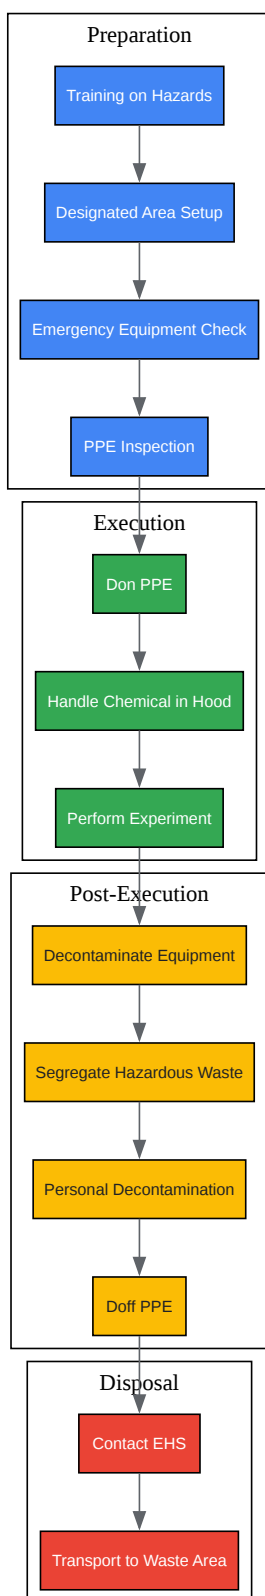 Preparation
Training on Hazards
Designated Area Setup
Emergency Equipment Check
PPE Inspection
Execution
Don PPE
Handle Chemical in Hood
Perform Experiment
Post-Execution
Decontaminate Equipment
Segregate Hazardous Waste
Personal Decontamination
Doff PPE
Disposal
Contact EHS
Transport to Waste Area